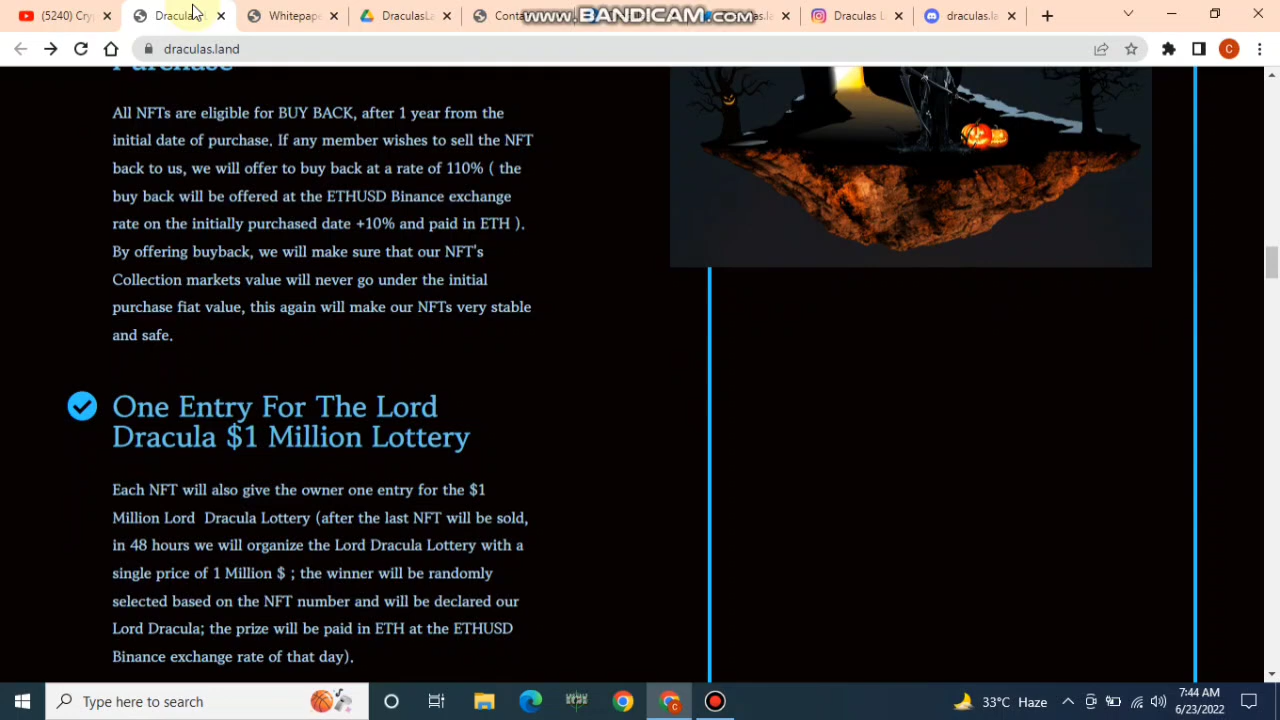 (5240) Cry
Dracula
Whitepape
DraculasLa
Conta
www.BANDICAM.com
s.la
Draculas L
draculas.la
draculas.land
Purchase
All NFTs are eligible for BUY BACK, after 1 year from the
initial date of purchase. If any member wishes to sell the NFT
back to us, we will offer to buy back at a rate of 110% ( the
buy back will be offered at the ETHUSD Binance exchange
rate on the initially purchased date +10% and paid in ETH ).
By offering buyback, we will make sure that our NFT's
Collection markets value will never go under the initial
purchase fiat value, this again will make our NFTs very stable
and safe.
One Entry For The Lord
Dracula $1 Million Lottery
Each NFT will also give the owner one entry for the $1
Million Lord Dracula Lottery (after the last NFT will be sold,
in 48 hours we will organize the Lord Dracula Lottery with a
single price of 1 Million $ ; the winner will be randomly
selected based on the NFT number and will be declared our
Lord Dracula; the prize will be paid in ETH at the ETHUSD
Binance exchange rate of that day).
Type here to search
33°C Haze
7:44 AM
6/23/2022